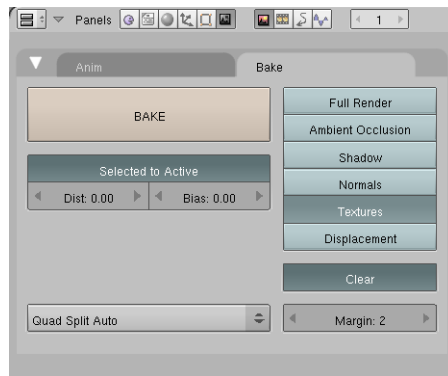 Panels 1
Anim Bake
BAKE
Full Render
Ambient Occlusion
Shadow
Normals
Textures
Displacement
Selected to Active
Dist: 0.00 Bias: 0.00
Clear
Quad Split Auto
Margin: 2